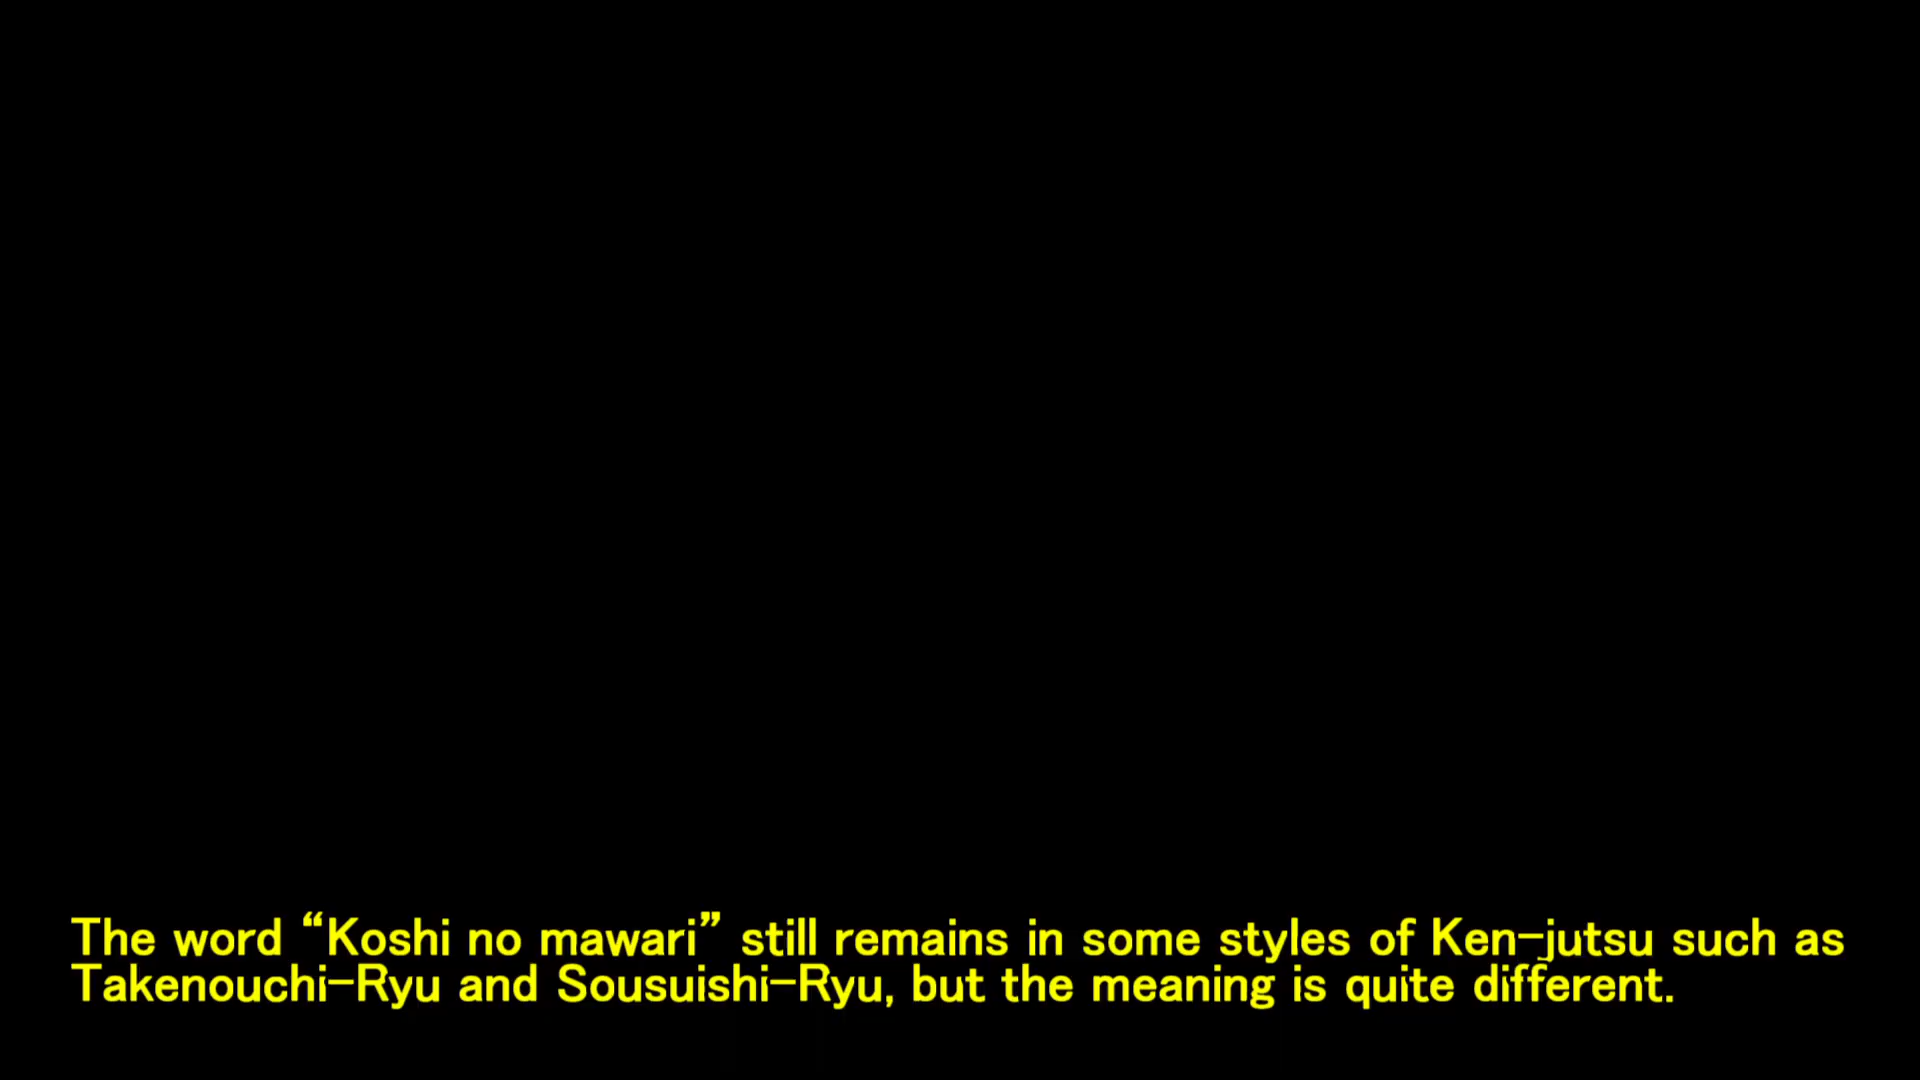 The word “Koshi no mawari” still remains in some styles of Ken-jutsu such as
Takenouchi-Ryu and Sousuishi-Ryu, but the meaning is quite different.